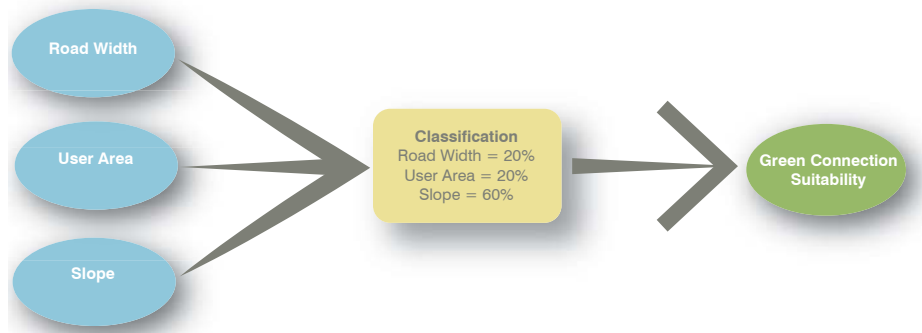 Road Width
User Area
Slope
Classification
Road Width = 20%
User Area = 20%
Slope = 60%
Green Connection
Suitability